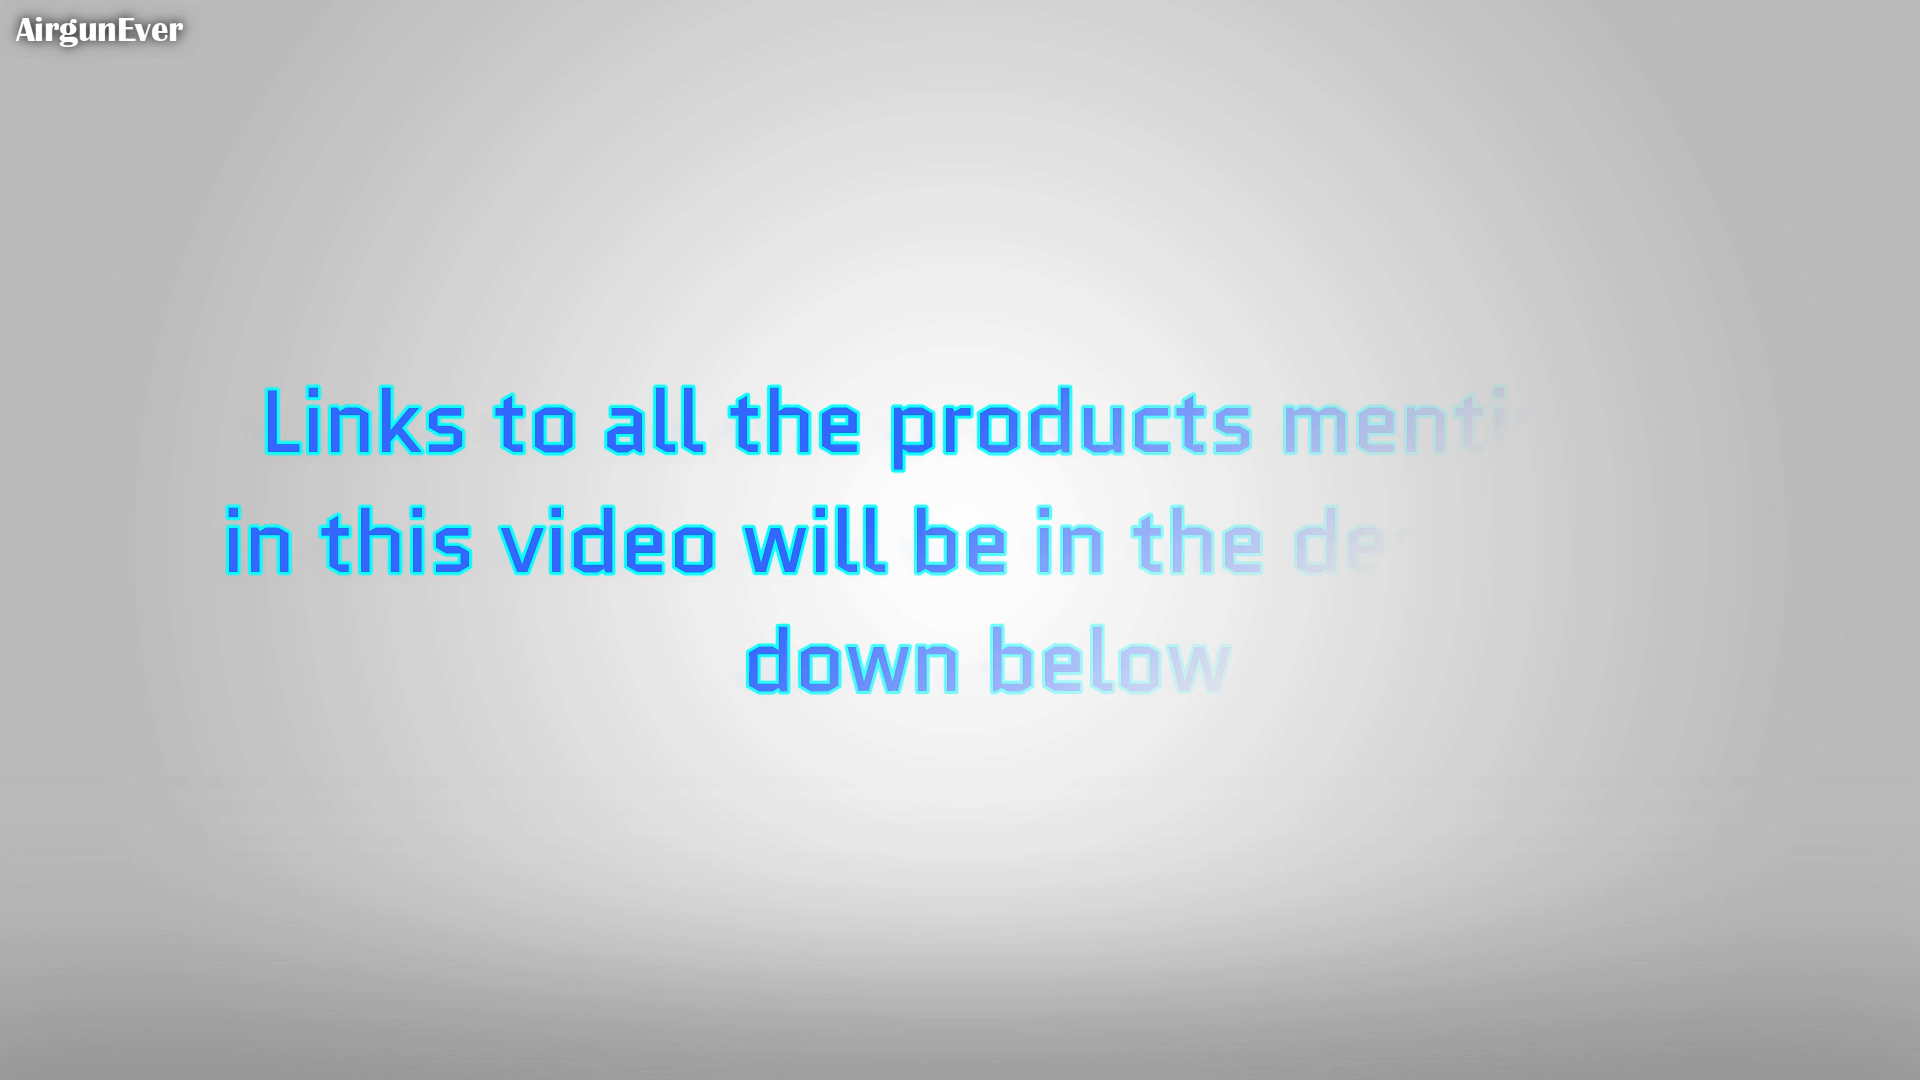 AirgunEver
Links to all the products
in this video will be in the
down below